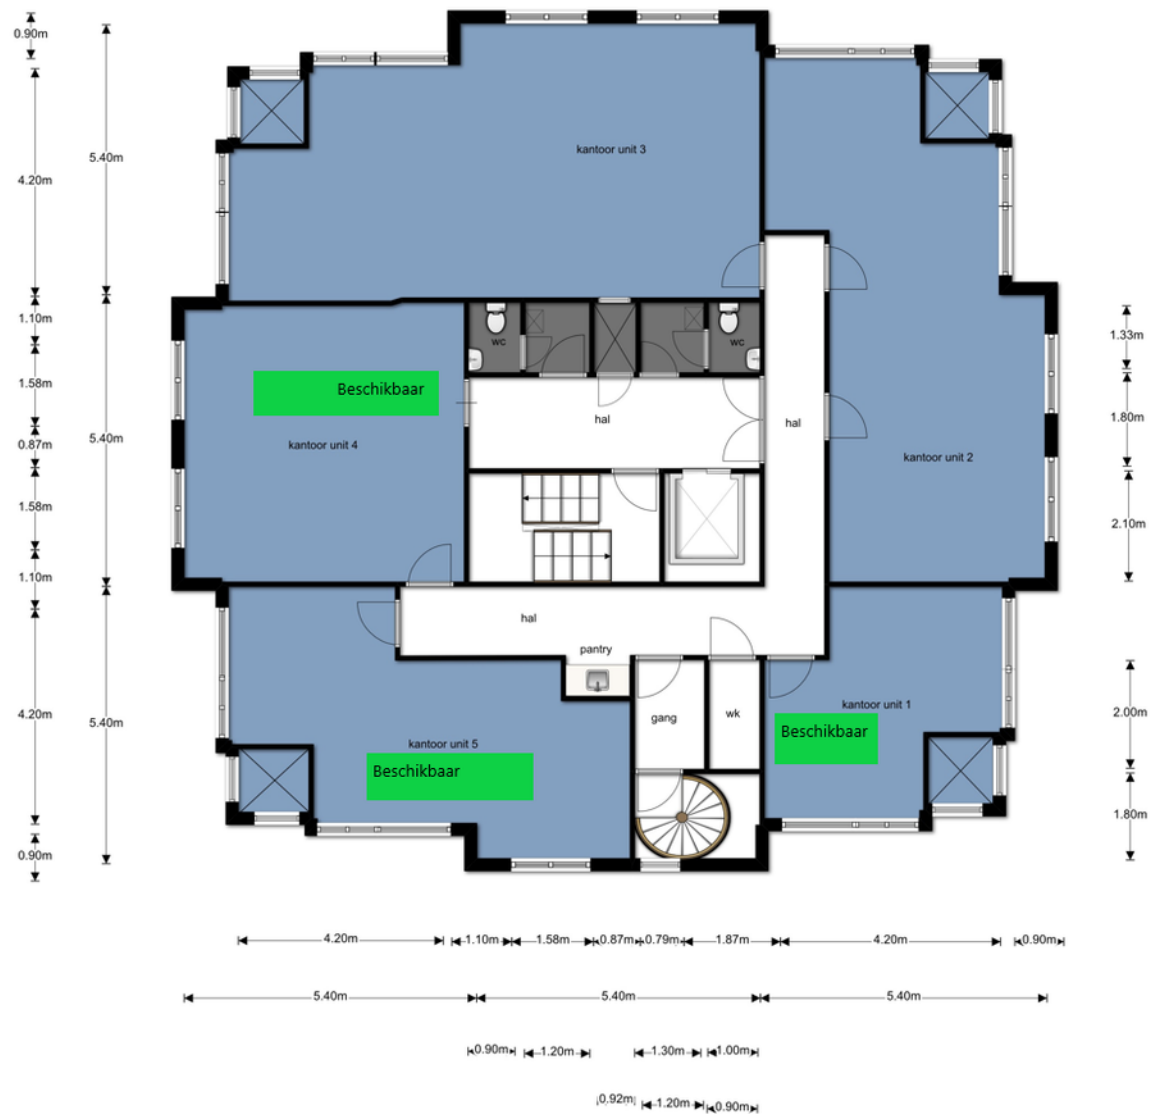 0.90m
4.20m
5.40m
kantoor unit 3
1.10m
1.58m
0.87m
1.58m
1.10m
5.40m
wc
wc
Beschikbaar
kantoor unit 4
hal
hal
kantoor unit 2
1.33m
1.80m
2.10m
hal
pantry
gang
wk
kantoor unit 1
Beschikbaar
kantoor unit 5
Beschikbaar
4.20m
0.90m
5.40m
2.00m
1.80m
4.20m
1.10m
1.58m
0.87m
0.79m
1.87m
4.20m
0.90m
5.40m
5.40m
5.40m
0.90m
1.20m
1.30m
1.00m
0.92m
1.20m
0.90m